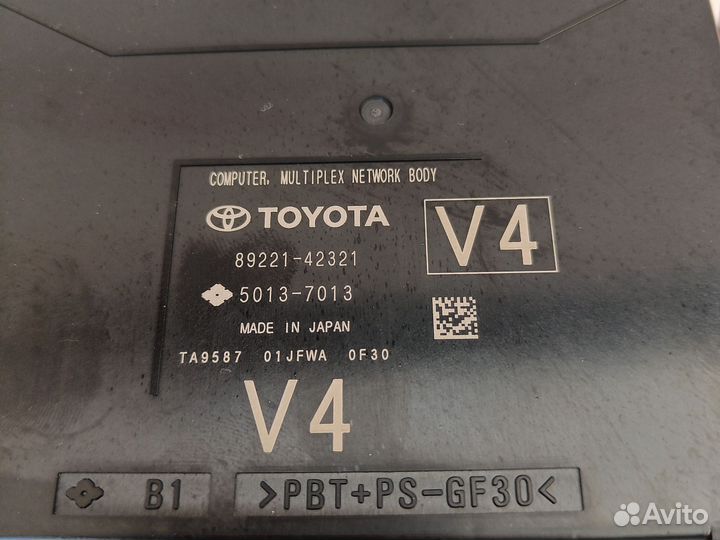 COMPUTER, MULTIPLEX NETWORK BODY
TOYOTA
V4
89221-42321
5013-7013
MADE IN JAPAN
TA9587 01JFWA 0F30
V4
B1 >PBT+PS-GF30<
Avito